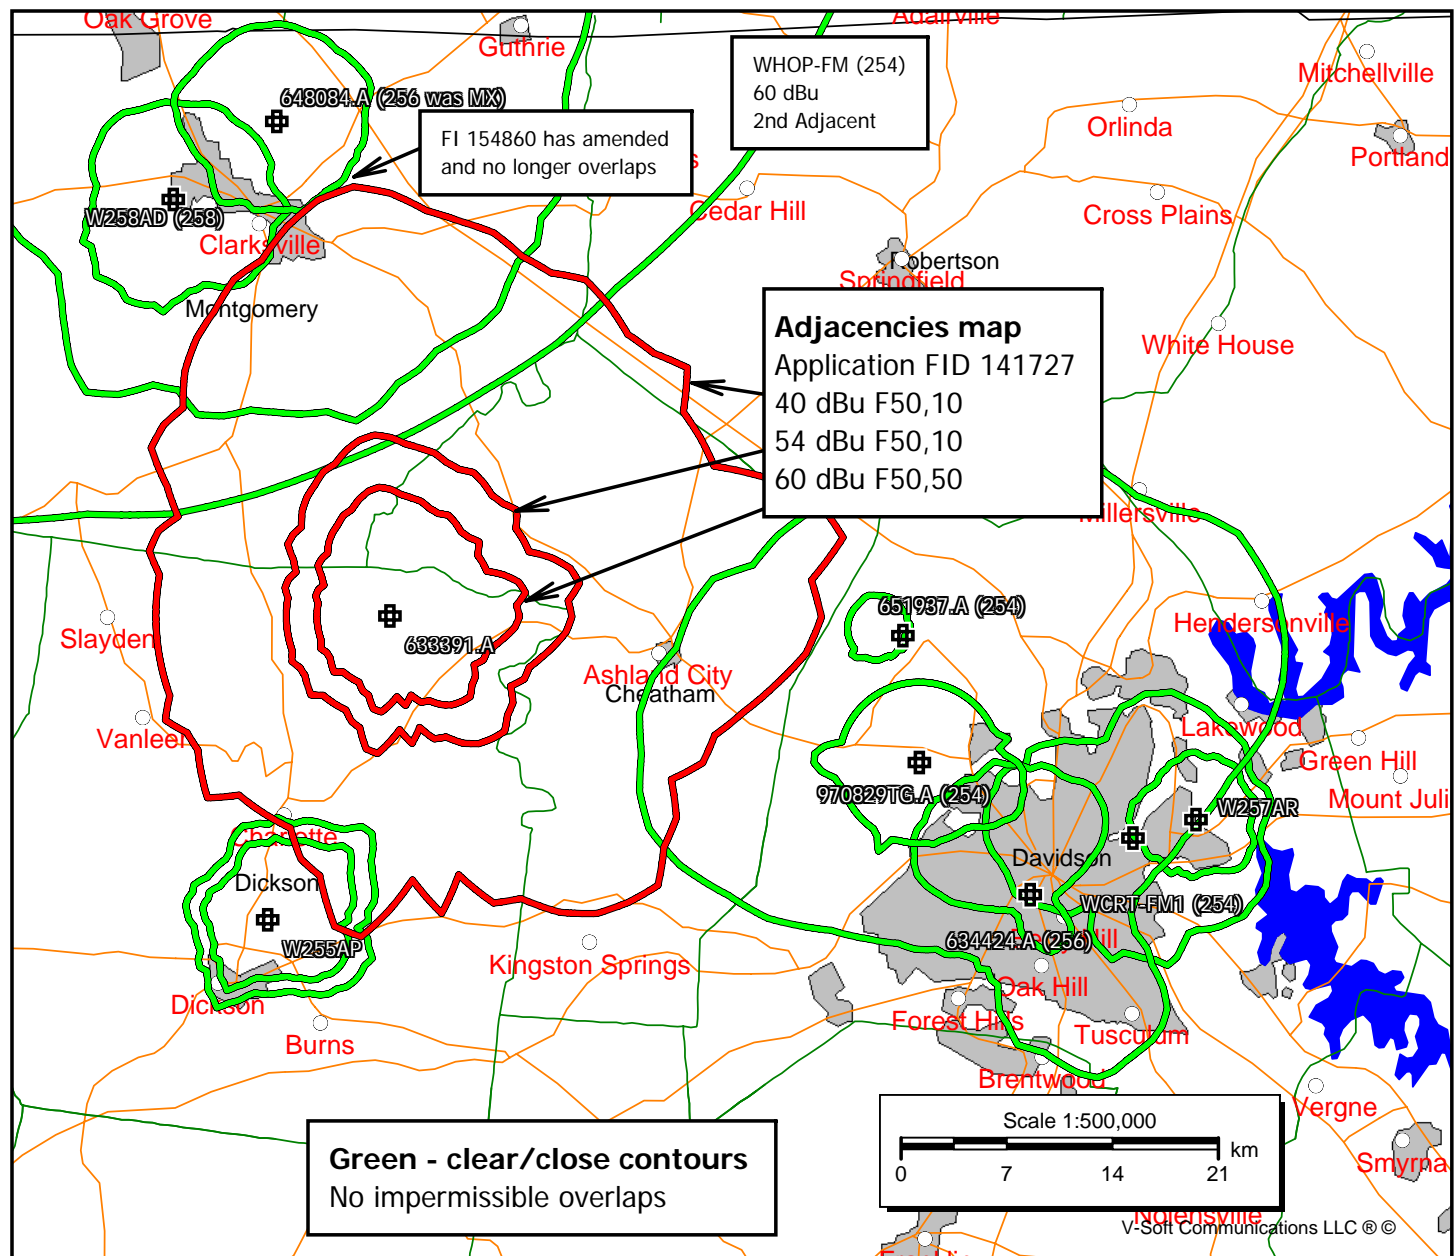 Oak Grove
Guthrie
Adairville
WHOP-FM (254)
60 dBu
2nd Adjacent
Mitchellville
648084.A (256 was MX)
FI 154860 has amended
and no longer overlaps
Orlinda
Portland
W258AD (258)
Clarksville
Cedar Hill
Cross Plains
Robertson
Springfield
Montgomery
Adjacencies map
Application FID 141727
40 dBu F50,10
54 dBu F50,10
60 dBu F50,50
White House
Millersville
651937.A (254)
Hendersonville
Slayden
633391.A
Ashland City
Cheatham
Vanleer
Lakewood
Green Hill
970829TG.A (254)
Mount Juli
W257AR
Charlotte
Davidson
Dickson
WCRT-FM1 (254)
W255AP
634424.A (256)
Hill
Kingston Springs
Oak Hill
Dickson
Forest Hills
Tusculum
Burns
Brentwood
Vergne
Scale 1:500,000
km
0 7 14 21
Green - clear/close contours
No impermissible overlaps
Smyrna
Nolensville
V-Soft Communications LLC ® ©